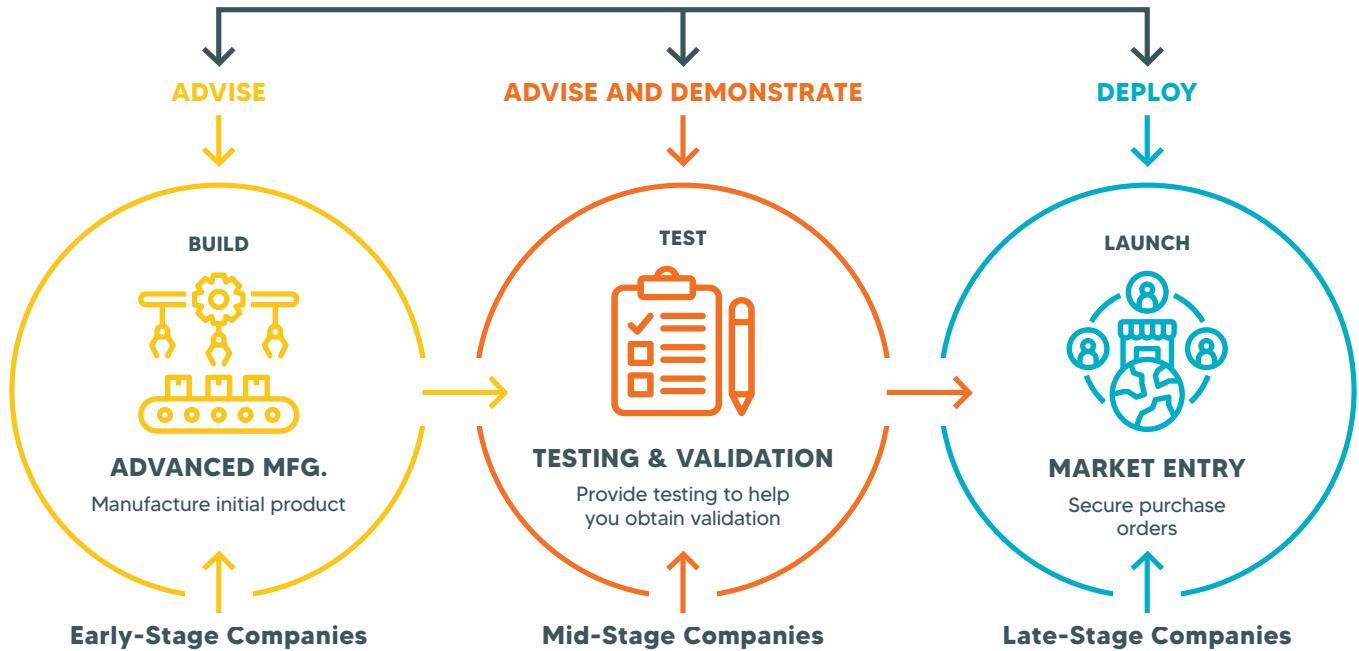 ADVISE
ADVISE AND DEMONSTRATE
DEPLOY
BUILD
ADVANCED MFG.
Manufacture initial product
TEST
TESTING & VALIDATION
Provide testing to help
you obtain validation
LAUNCH
MARKET ENTRY
Secure purchase
orders
Early-Stage Companies
Mid-Stage Companies
Late-Stage Companies